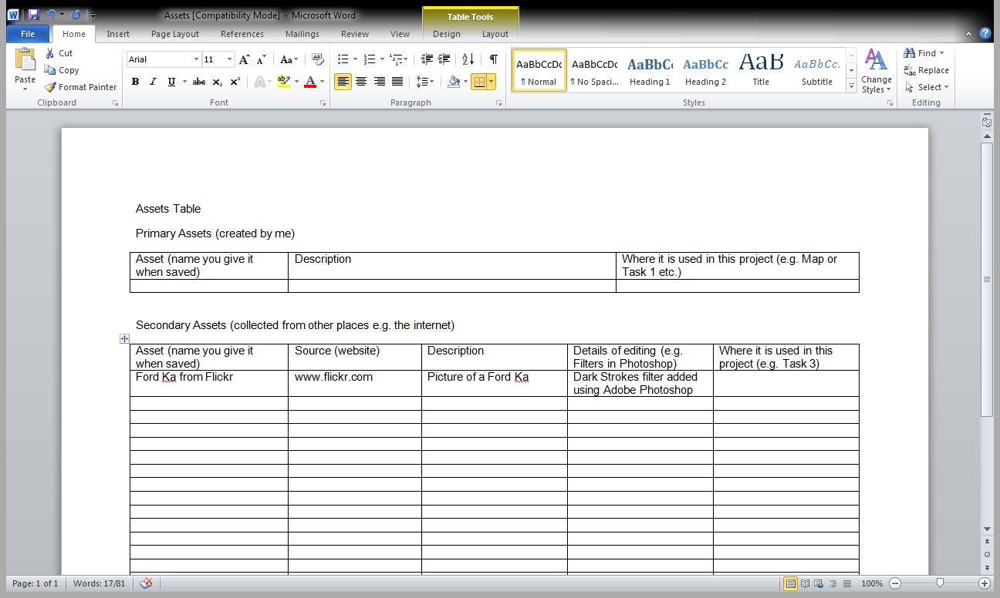 Assets [Compatibility Mode] - Microsoft Word
Table Tools
File Home Insert Page Layout References Mailings Review View Design Layout
Paste
Cut
Copy
Format Painter
Clipboard
Arial 11
Aa
B I U abc x₂ x²
A ab A
Font
Paragraph
AaBbCcDc AaBbCcDc AaBbC AaBbCc AaB AaBbCc.
¶ Normal ¶ No Spaci... Heading 1 Heading 2 Title Subtitle
Change Styles
Styles
Find
Replace
Select
Editing
Assets Table
Primary Assets (created by me)
Asset (name you give it when saved) Description Where it is used in this project (e.g. Map or Task 1 etc.)
Secondary Assets (collected from other places e.g. the internet)
Asset (name you give it when saved) Source (website) Description Details of editing (e.g. Filters in Photoshop) Where it is used in this project (e.g. Task 3)
Ford Ka from Flickr www.flickr.com Picture of a Ford Ka Dark Strokes filter added using Adobe Photoshop
Page: 1 of 1 Words: 17/81 100%